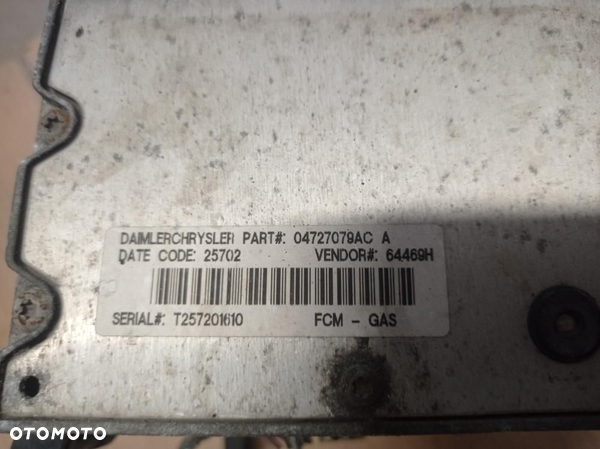 DAIMLERCHRYSLER PART#: 04727079AC A
DATE CODE: 25702 VENDOR#: 64469H
SERIAL#: T257201610 FCM - GAS
OTOMOTO